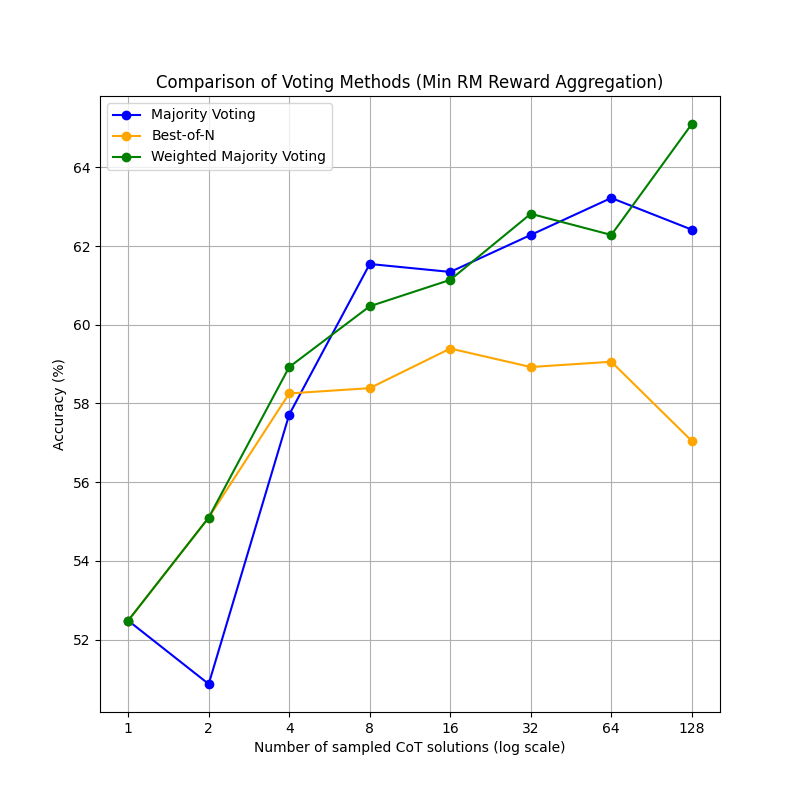 Comparison of Voting Methods (Min RM Reward Aggregation)
Majority Voting
Best-of-N
Weighted Majority Voting
Accuracy (%)
64
62
60
58
56
54
52
1 2 4 8 16 32 64 128
Number of sampled CoT solutions (log scale)